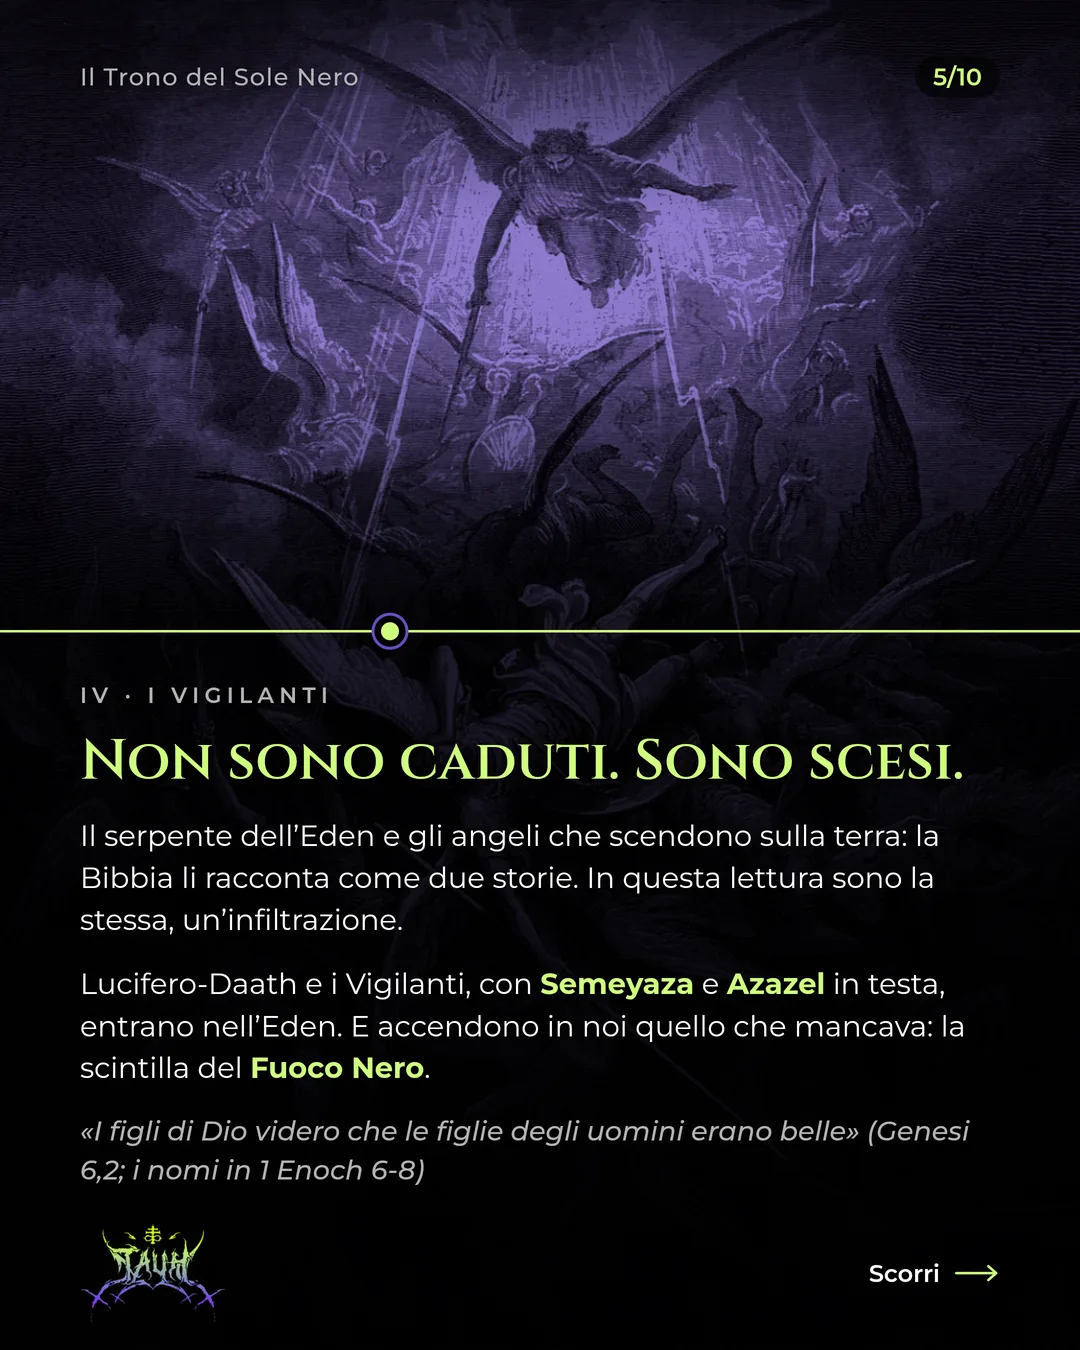 Il Trono del Sole Nero
5/10
IV · I VIGILANTI
Non sono caduti. Sono scesi.
Il serpente dell’Eden e gli angeli che scendono sulla terra: la
Bibbia li racconta come due storie. In questa lettura sono la
stessa, un’infiltrazione.
Lucifero-Daath e i Vigilanti, con Semeyaza e Azazel in testa,
entrano nell’Eden. E accendono in noi quello che mancava: la
scintilla del Fuoco Nero.
«I figli di Dio videro che le figlie degli uomini erano belle» (Genesi
6,2; i nomi in 1 Enoch 6-8)
Scorri